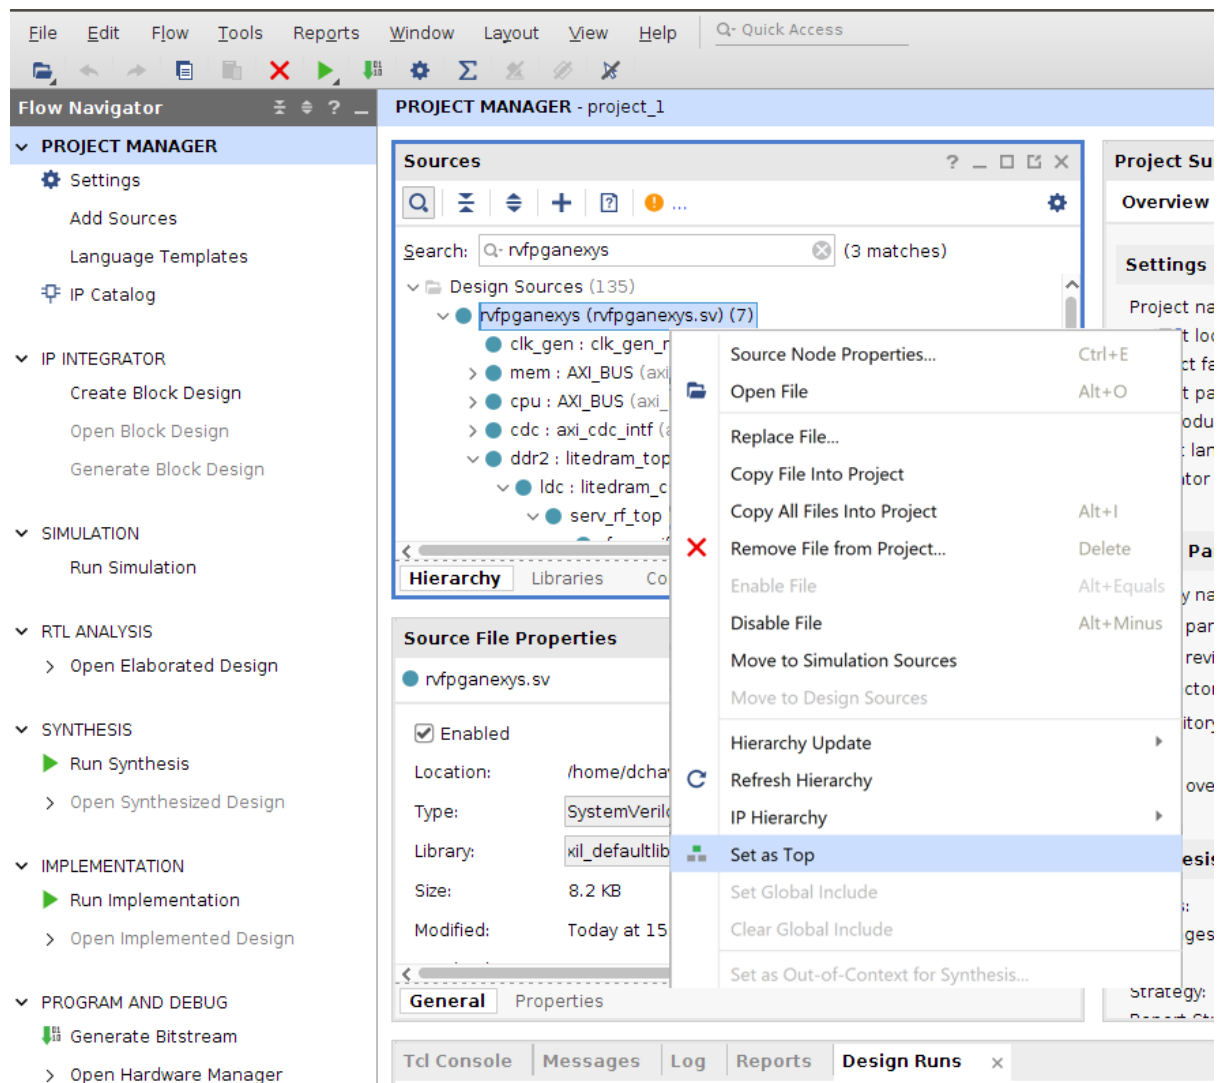 File Edit Flow Tools Reports Window Layout View Help Quick Access
Flow Navigator
PROJECT MANAGER
Settings
Add Sources
Language Templates
IP Catalog
IP INTEGRATOR
Create Block Design
Open Block Design
Generate Block Design
SIMULATION
Run Simulation
RTL ANALYSIS
Open Elaborated Design
SYNTHESIS
Run Synthesis
Open Synthesized Design
IMPLEMENTATION
Run Implementation
Open Implemented Design
PROGRAM AND DEBUG
Generate Bitstream
Open Hardware Manager
PROJECT MANAGER - project_1
Sources
Search: rvfpganexys (3 matches)
Design Sources (135)
rvfpganexys (rvfpganexys.sv) (7)
clk_gen : clk_gen_
mem : AXI_BUS (axi
cpu : AXI_BUS (axi_
cdc : axi_cdc_intf
ddr2 : litedram_top
ldc : litedram_c
serv_rf_top
Hierarchy Libraries Co
Source File Properties
rvfpganexys.sv
Enabled
Location: /home/dcha
Type: SystemVeril
Library: xil_defaultlib
Size: 8.2 KB
Modified: Today at 15
General Properties
Source Node Properties... Ctrl+E
Open File Alt+O
Replace File...
Copy File Into Project
Copy All Files Into Project Alt+I
Remove File from Project... Delete
Enable File Alt+Equals
Disable File Alt+Minus
Move to Simulation Sources
Move to Design Sources
Hierarchy Update
Refresh Hierarchy
IP Hierarchy
Set as Top
Set Global Include
Clear Global Include
Set as Out-of-Context for Synthesis...
Project Su
Overview
Settings
Project na
Strategy:
Tcl Console Messages Log Reports Design Runs